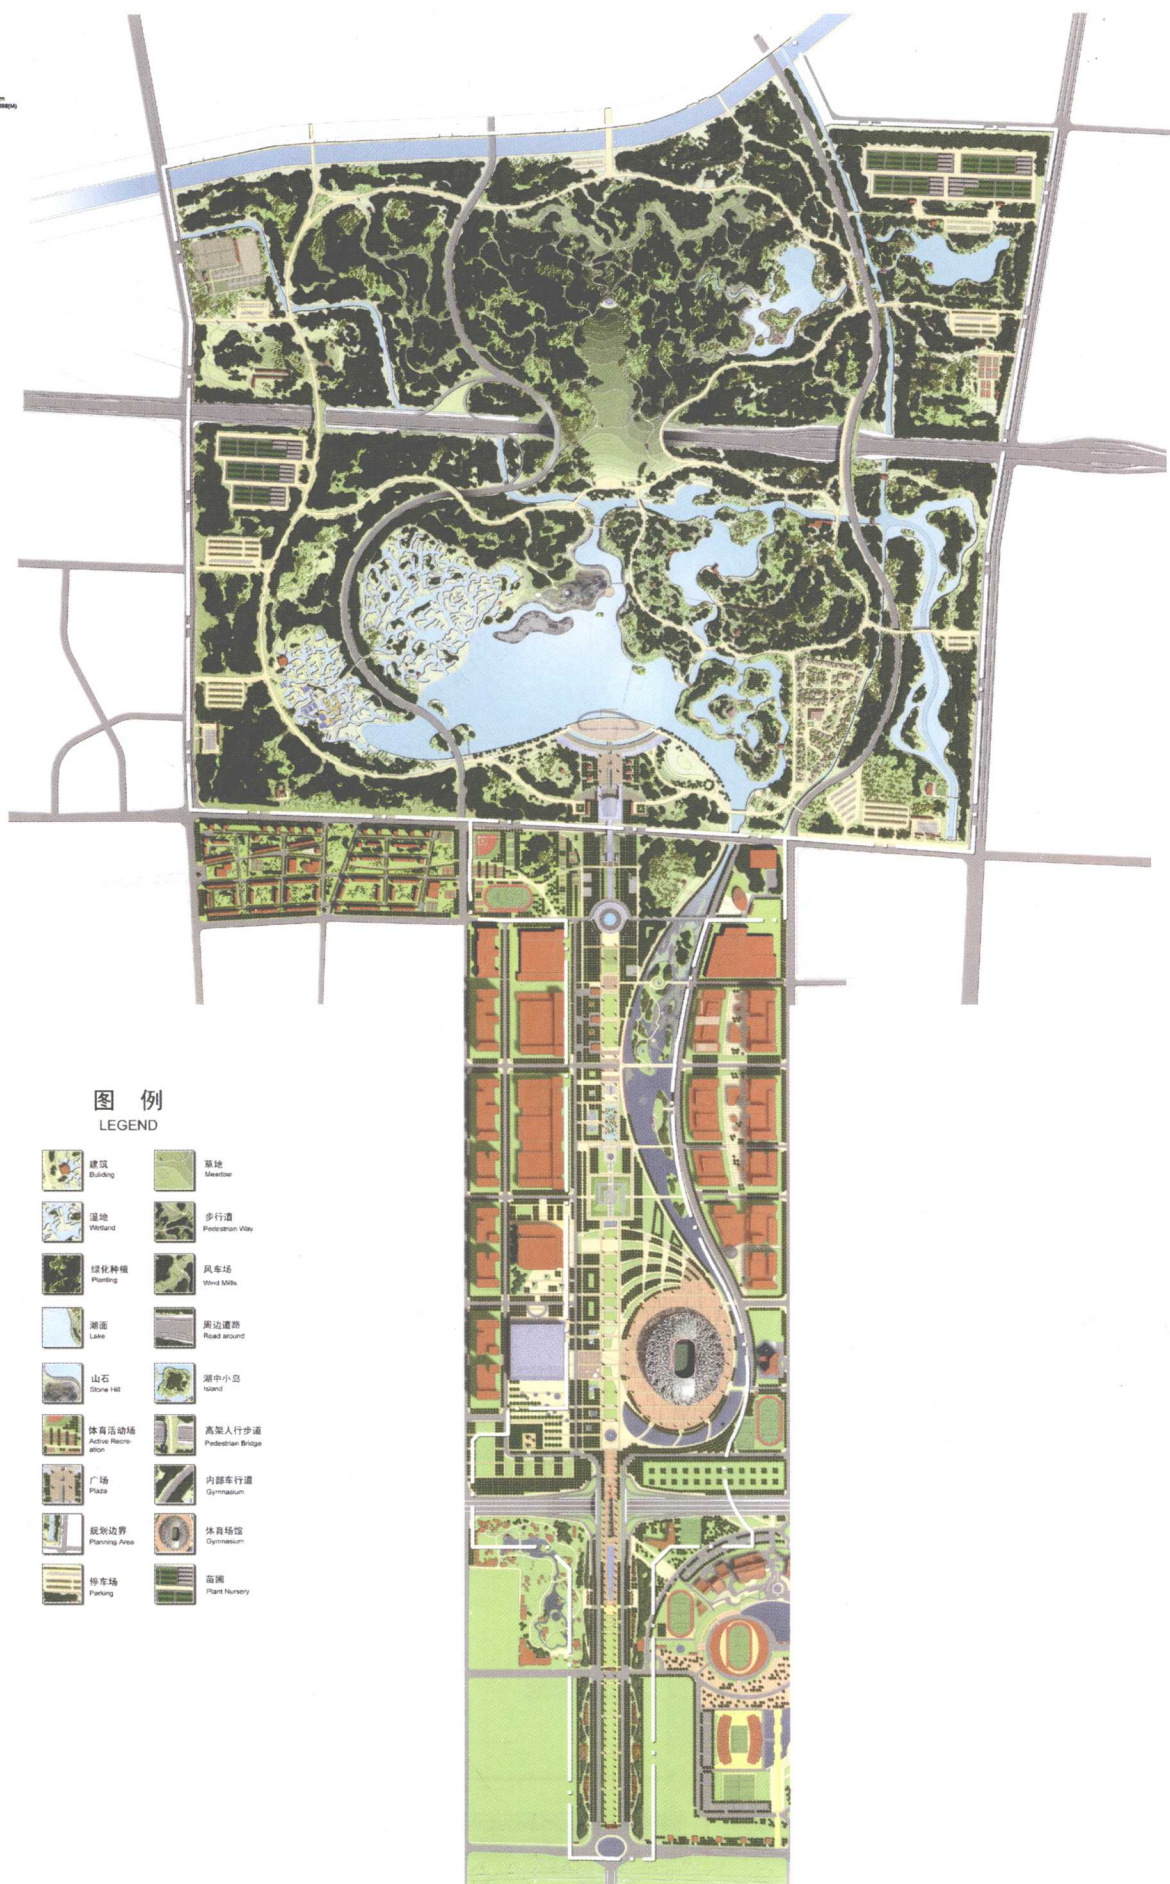 图 例
LEGEND
建筑
Building
草地
Meadow
湿地
Wetland
步行道
Pedestrian Way
绿化种植
Planting
风车场
Wind Mills
湖面
Lake
周边道路
Road around
山石
Stone Hill
湖中小岛
Island
体育活动场
Active Recre-
ation
高架人行步道
Pedestrian Bridge
广场
Plaza
内部车行道
Gymnasium
规划边界
Planning Area
体育场馆
Gymnasium
停车场
Parking
苗圃
Plant Nursery